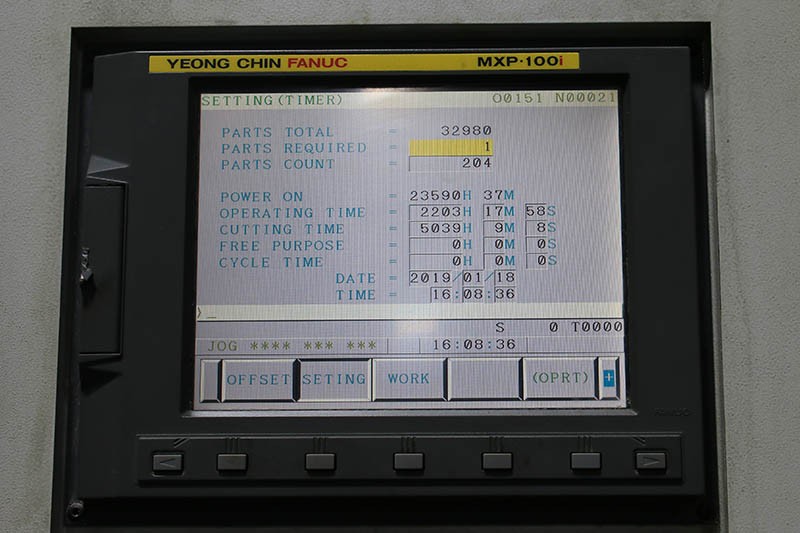 YEONG CHIN FANUC MXP·100i
SETTING(TIMER) O0151 N00021
PARTS TOTAL = 32980
PARTS REQUIRED = 1
PARTS COUNT = 204
POWER ON = 23590H 37M
OPERATING TIME = 2203H 17M 58S
CUTTING TIME = 5039H 9M 8S
FREE PURPOSE = 0H 0M 0S
CYCLE TIME = 0H 0M 0S
DATE = 2019/01/18
TIME = 16:08:36
>_
S 0 T0000
JOG **** *** *** 16:08:36
OFFSET SETING WORK (OPRT) +
FANUC